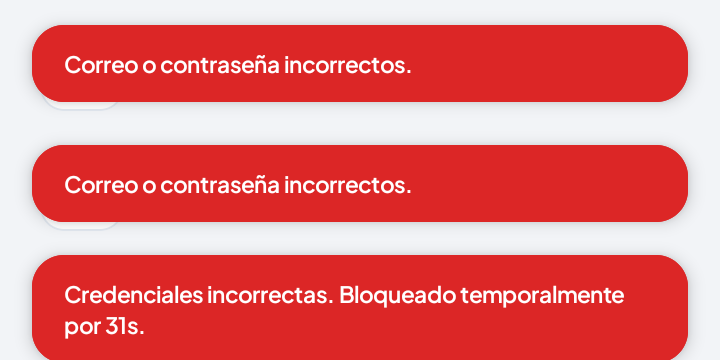 Correo o contraseña incorrectos.
Correo o contraseña incorrectos.
Credenciales incorrectas. Bloqueado temporalmente
por 31s.